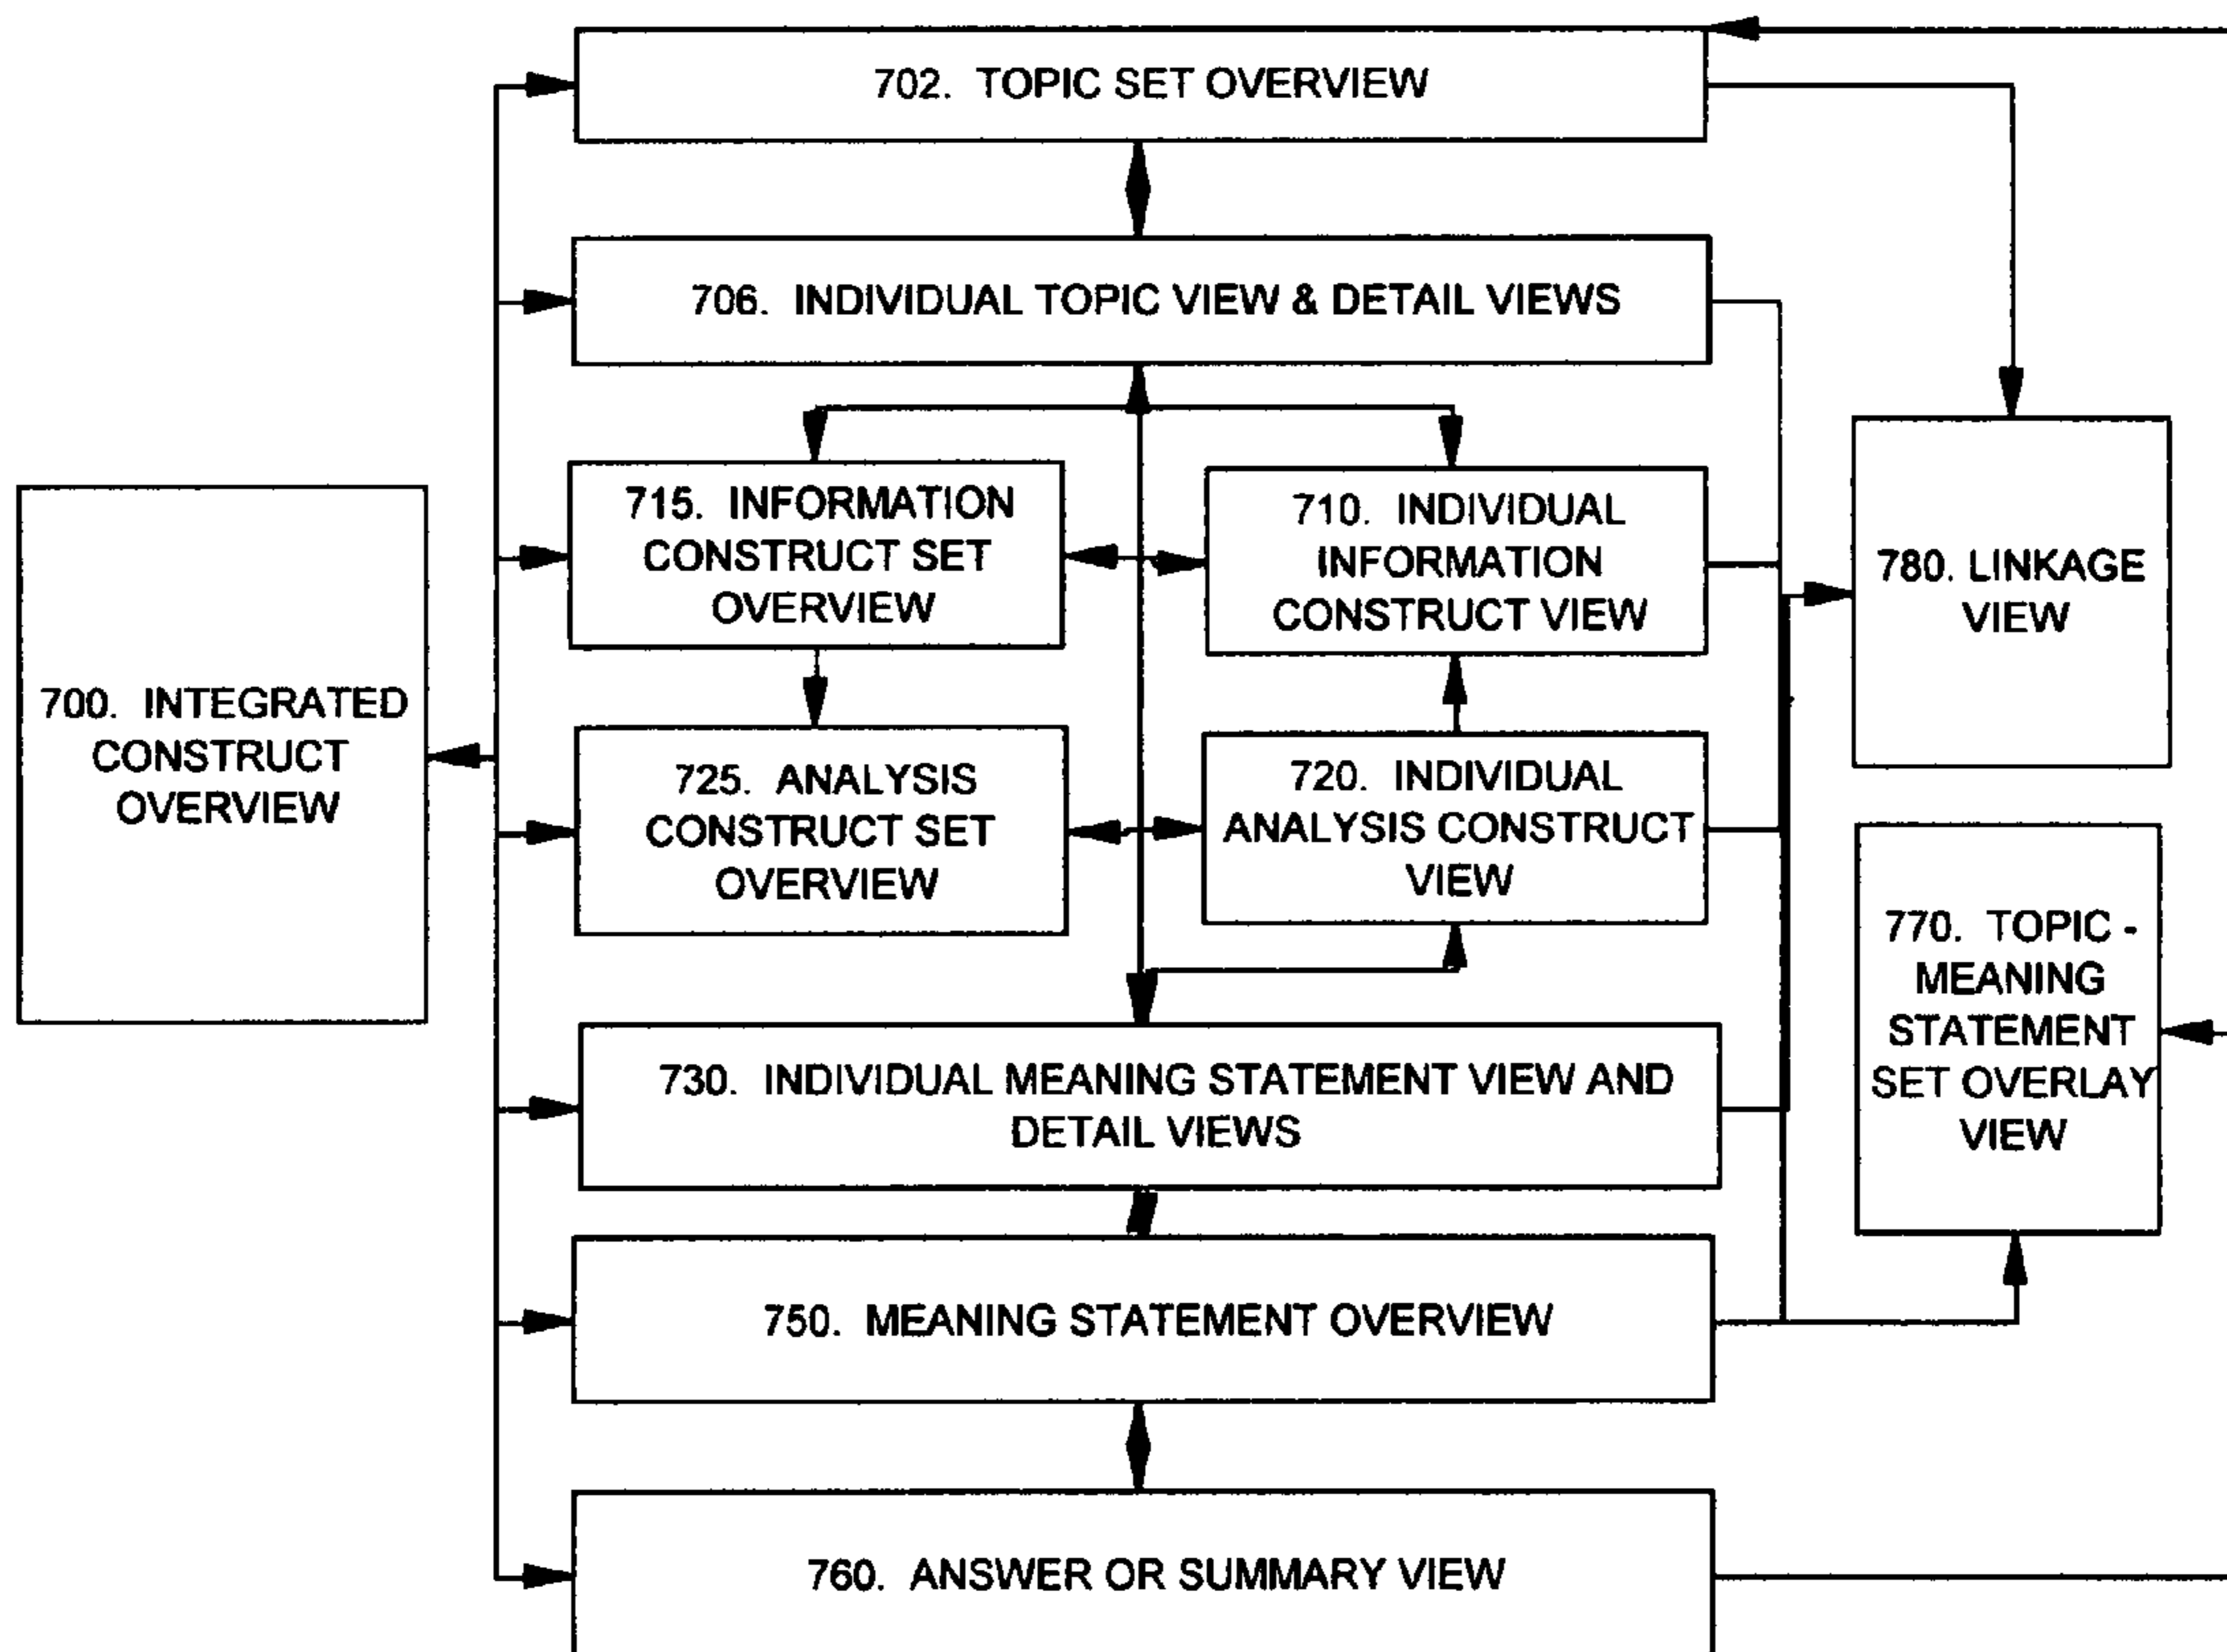 702. TOPIC SET OVERVIEW
706. INDIVIDUAL TOPIC VIEW & DETAIL VIEWS
715. INFORMATION
CONSTRUCT SET
OVERVIEW
710. INDIVIDUAL
INFORMATION
CONSTRUCT VIEW
780. LINKAGE
VIEW
700. INTEGRATED
CONSTRUCT
OVERVIEW
725. ANALYSIS
CONSTRUCT SET
OVERVIEW
720. INDIVIDUAL
ANALYSIS CONSTRUCT
VIEW
770. TOPIC -
MEANING
STATEMENT
SET OVERLAY
VIEW
730. INDIVIDUAL MEANING STATEMENT VIEW AND
DETAIL VIEWS
750. MEANING STATEMENT OVERVIEW
760. ANSWER OR SUMMARY VIEW